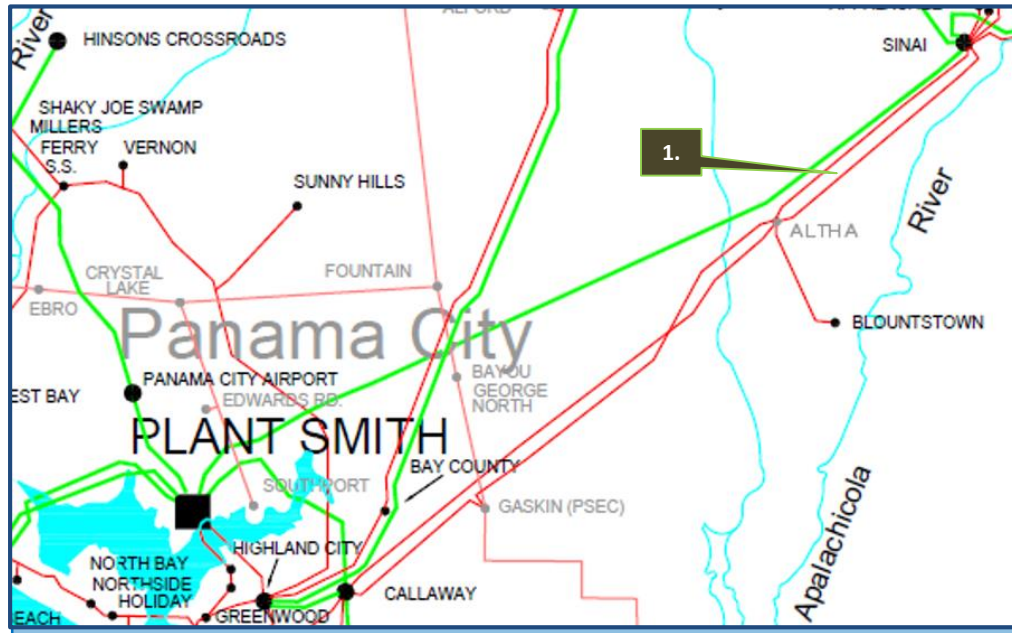 ALFORD
River
HINSONS CROSSROADS
SINAI
SHAKY JOE SWAMP
MILLERS
FERRY
S.S.
VERNON
1.
SUNNY HILLS
River
ALTHA
CRYSTAL
LAKE
FOUNTAIN
EBRO
Panama City
BLOUNTSTOWN
PANAMA CITY AIRPORT
EST BAY
EDWARDS RD.
BAYOU
GEORGE
NORTH
PLANT SMITH
BAY COUNTY
SOUTHPORT
GASKIN (PSEC)
Apalachicola
HIGHLAND CITY
NORTH BAY
NORTHSIDE
HOLIDAY
CALLAWAY
GREENWOOD
EACH